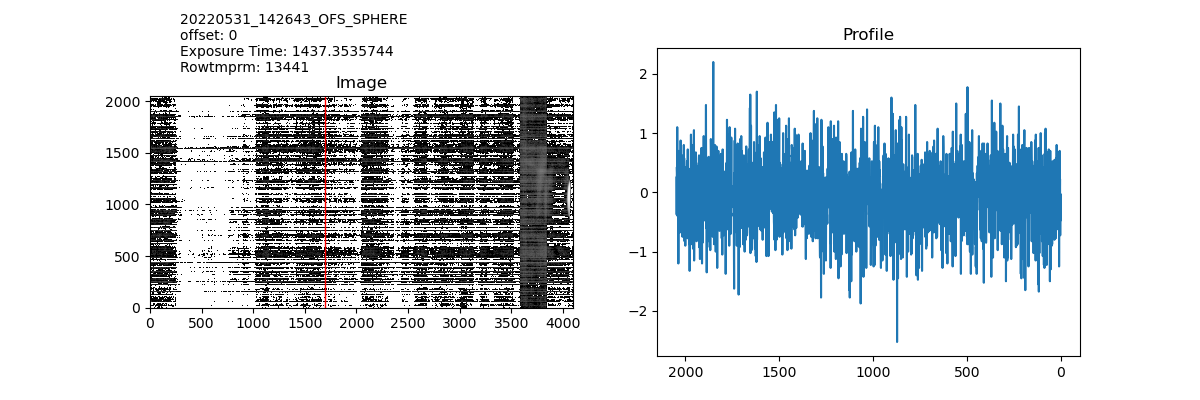 20220531_142643_OFS_SPHERE
offset: 0
Exposure Time: 1437.3535744
Rowtmprm: 13441
Image
2000
1500
1000
500
0
0 500 1000 1500 2000 2500 3000 3500 4000
Profile
2
1
0
−1
−2
2000 1500 1000 500 0